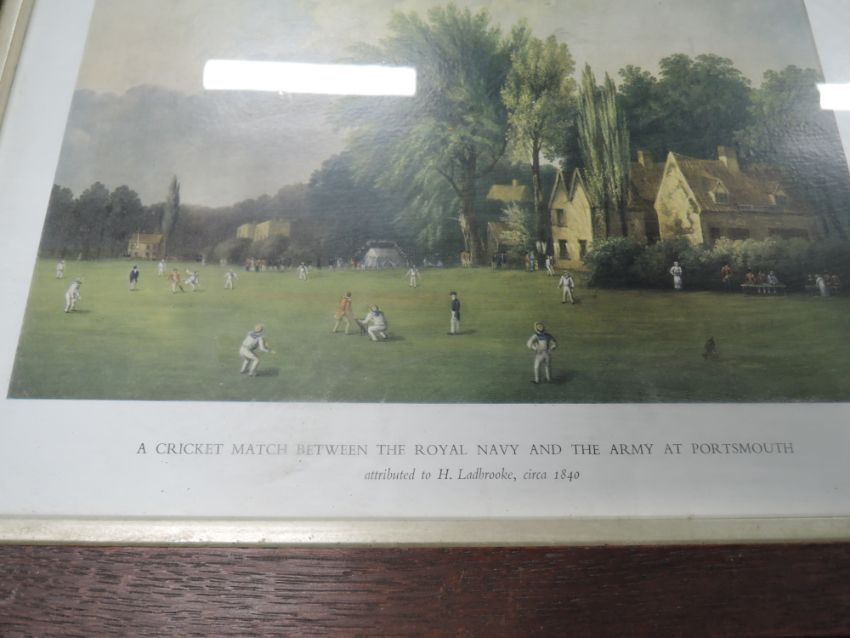 A CRICKET MATCH BETWEEN THE ROYAL NAVY AND THE ARMY AT PORTSMOUTH
attributed to H. Ladbrooke, circa 1840